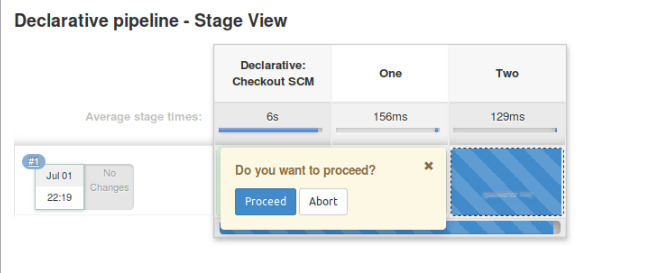 Declarative pipeline - Stage View
Declarative:
Checkout SCM
One
Two
Average stage times:
6s
156ms
129ms
#1
Jul 01
22:19
No
Changes
Do you want to proceed?
Proceed
Abort